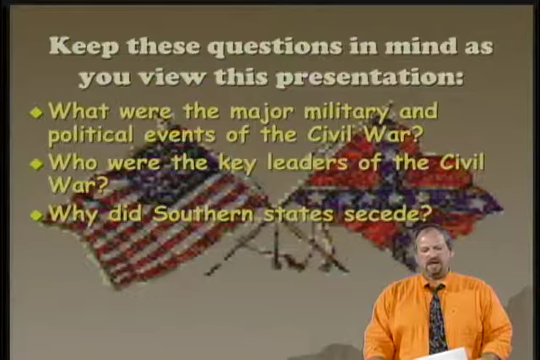 Keep these questions in mind as
you view this presentation:
What were the major military and
political events of the Civil War?
Who were the key leaders of the Civil
War?
Why did Southern states secede?